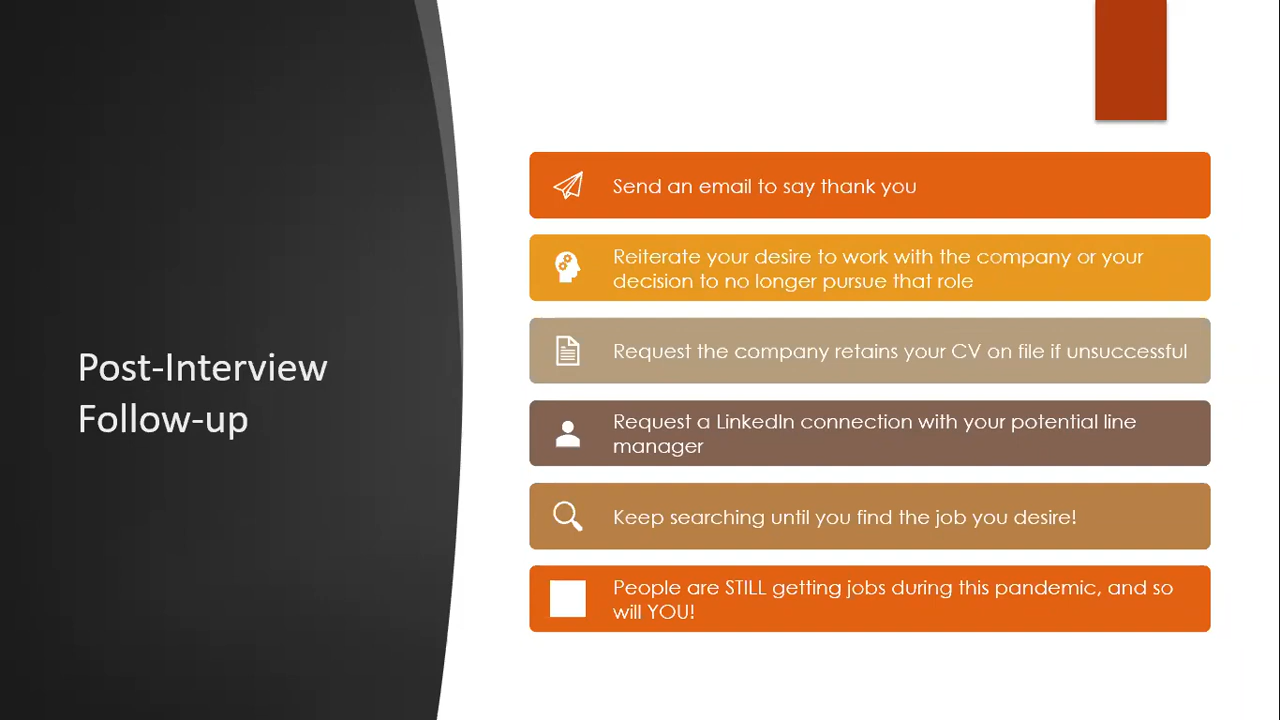 Post-Interview
Follow-up
Send an email to say thank you
Reiterate your desire to work with the company or your
decision to no longer pursue that role
Request the company retains your CV on file if unsuccessful
Request a LinkedIn connection with your potential line
manager
Keep searching until you find the job you desire!
People are STILL getting jobs during this pandemic, and so
will YOU!